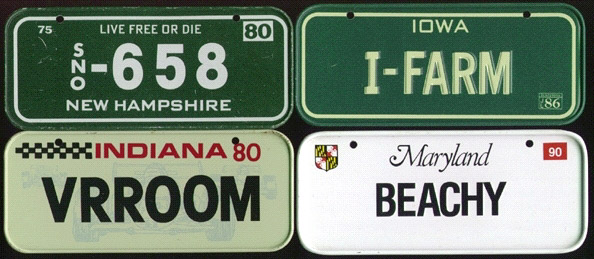 LIVE FREE OR DIE
75 80
SNO-658
NEW HAMPSHIRE
IOWA
I-FARM
'86
INDIANA 80
VRROOM
Maryland 90
BEACHY